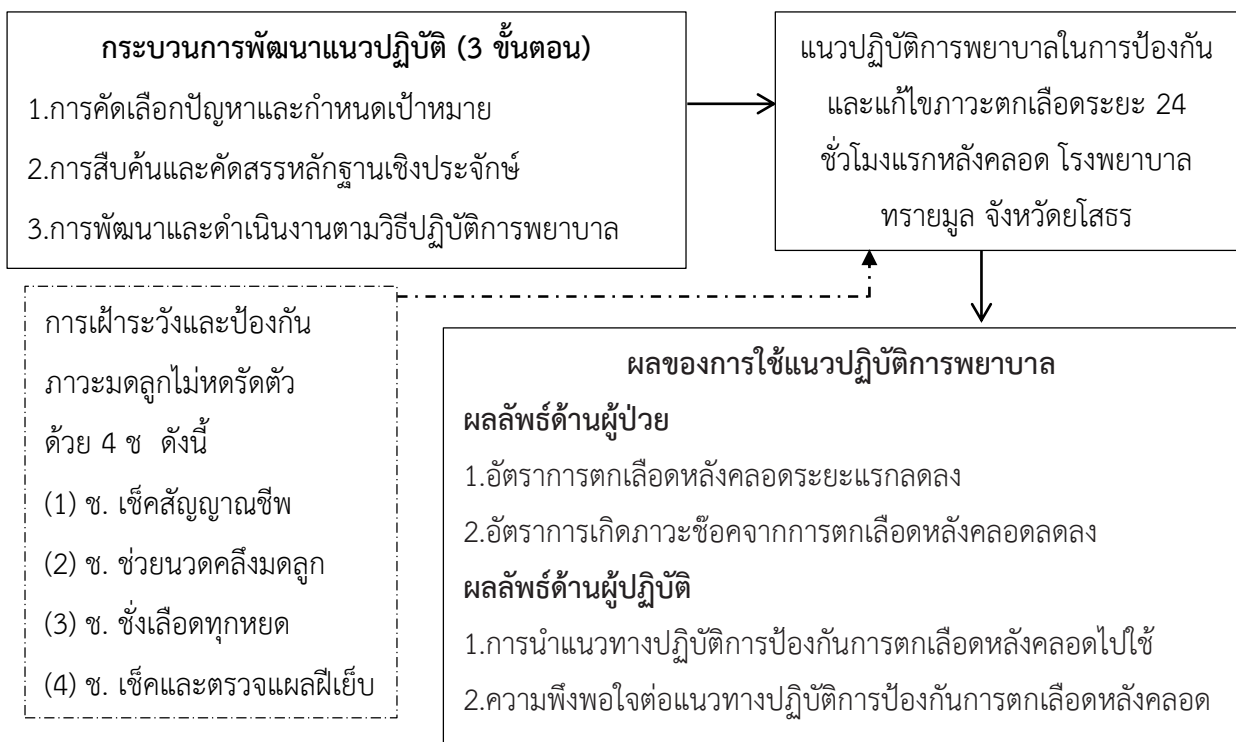 กระบวนการพัฒนาแนวปฏิบัติ (3 ขั้นตอน)
1.การคัดเลือกปัญหาและกำหนดเป้าหมาย
2.การสืบค้นและคัดสรรหลักฐานเชิงประจักษ์
3.การพัฒนาและดำเนินงานตามวิธีปฏิบัติการพยาบาล
แนวปฏิบัติการพยาบาลในการป้องกัน
และแก้ไขภาวะตกเลือดระยะ 24
ชั่วโมงแรกหลังคลอด โรงพยาบาล
ทรายมูล จังหวัดยโสธร
การเฝ้าระวังและป้องกัน
ภาวะมดลูกไม่หดรัดตัว
ด้วย 4 ช ดังนี้
(1) ช. เช็คสัญญาณชีพ
(2) ช. ช่วยนวดคลึงมดลูก
(3) ช. ชั่งเลือดทุกหยด
(4) ช. เช็คและตรวจแผลฝีเย็บ
ผลของการใช้แนวปฏิบัติการพยาบาล
ผลลัพธ์ด้านผู้ป่วย
1.อัตราการตกเลือดหลังคลอดระยะแรกลดลง
2.อัตราการเกิดภาวะช๊อคจากการตกเลือดหลังคลอดลดลง
ผลลัพธ์ด้านผู้ปฏิบัติ
1.การนำแนวทางปฏิบัติการป้องกันการตกเลือดหลังคลอดไปใช้
2.ความพึงพอใจต่อแนวทางปฏิบัติการป้องกันการตกเลือดหลังคลอด